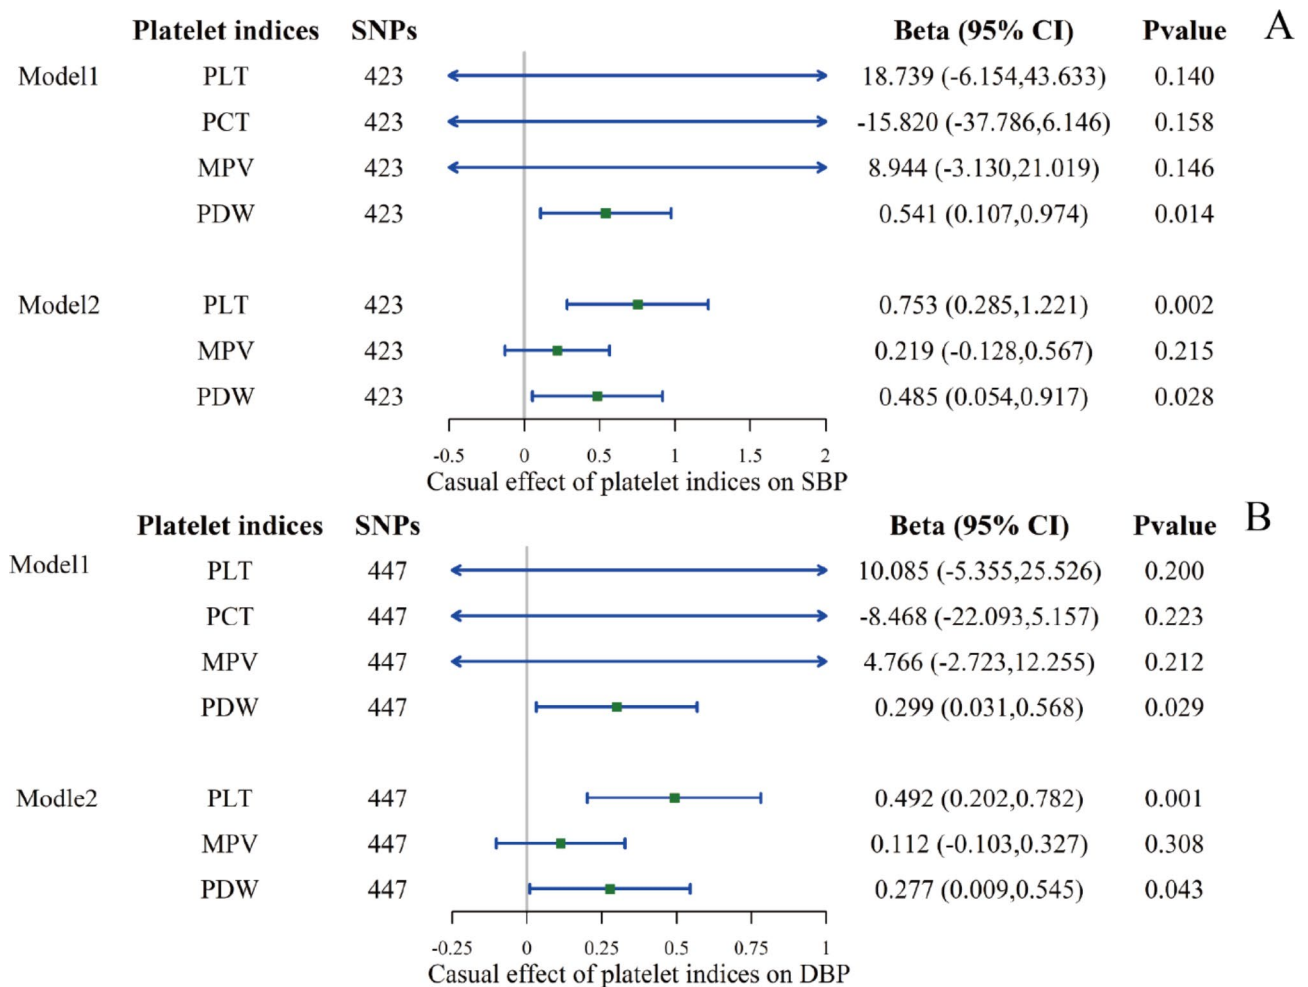 Platelet indices SNPs Beta (95% CI) Pvalue A
Model1 PLT 423 18.739 (-6.154,43.633) 0.140
PCT 423 -15.820 (-37.786,6.146) 0.158
MPV 423 8.944 (-3.130,21.019) 0.146
PDW 423 0.541 (0.107,0.974) 0.014
Model2 PLT 423 0.753 (0.285,1.221) 0.002
MPV 423 0.219 (-0.128,0.567) 0.215
PDW 423 0.485 (0.054,0.917) 0.028
-0.5 0 0.5 1 1.5 2
Casual effect of platelet indices on SBP
Platelet indices SNPs Beta (95% CI) Pvalue B
Model1 PLT 447 10.085 (-5.355,25.526) 0.200
PCT 447 -8.468 (-22.093,5.157) 0.223
MPV 447 4.766 (-2.723,12.255) 0.212
PDW 447 0.299 (0.031,0.568) 0.029
Modle2 PLT 447 0.492 (0.202,0.782) 0.001
MPV 447 0.112 (-0.103,0.327) 0.308
PDW 447 0.277 (0.009,0.545) 0.043
-0.25 0 0.25 0.5 0.75 1
Casual effect of platelet indices on DBP